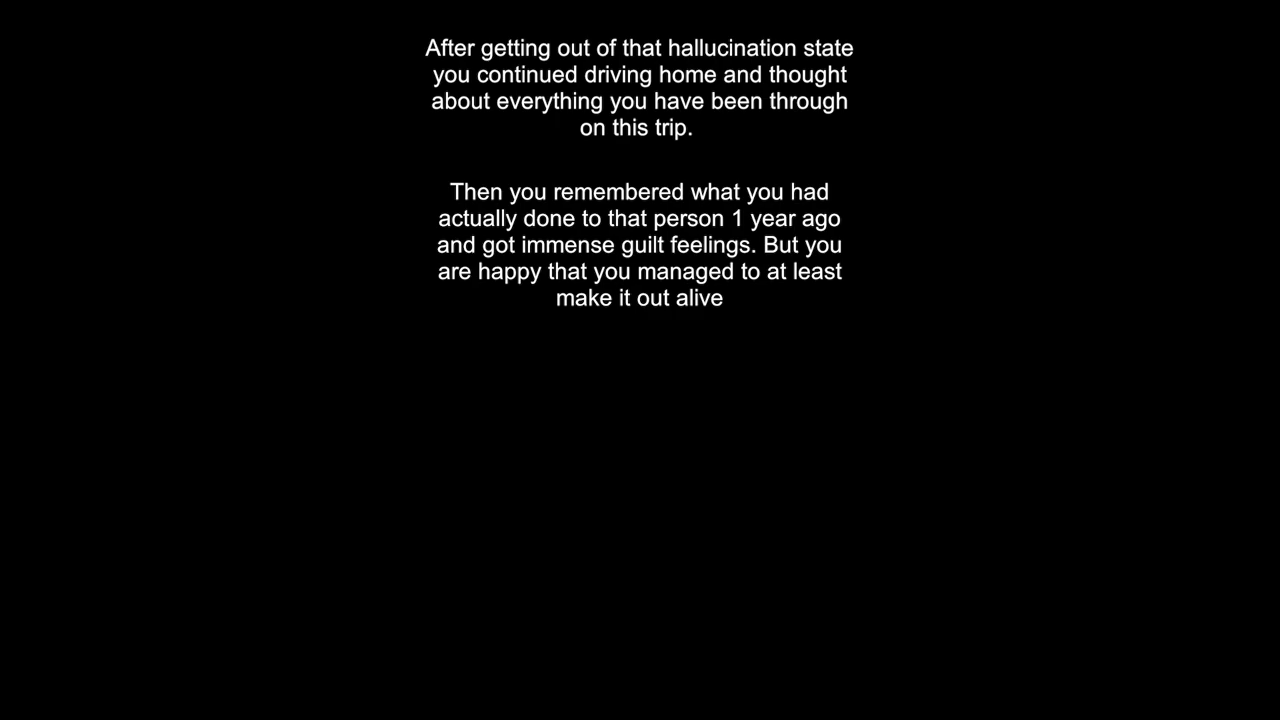 After getting out of that hallucination state
you continued driving home and thought
about everything you have been through
on this trip.
Then you remembered what you had
actually done to that person 1 year ago
and got immense guilt feelings. But you
are happy that you managed to at least
make it out alive